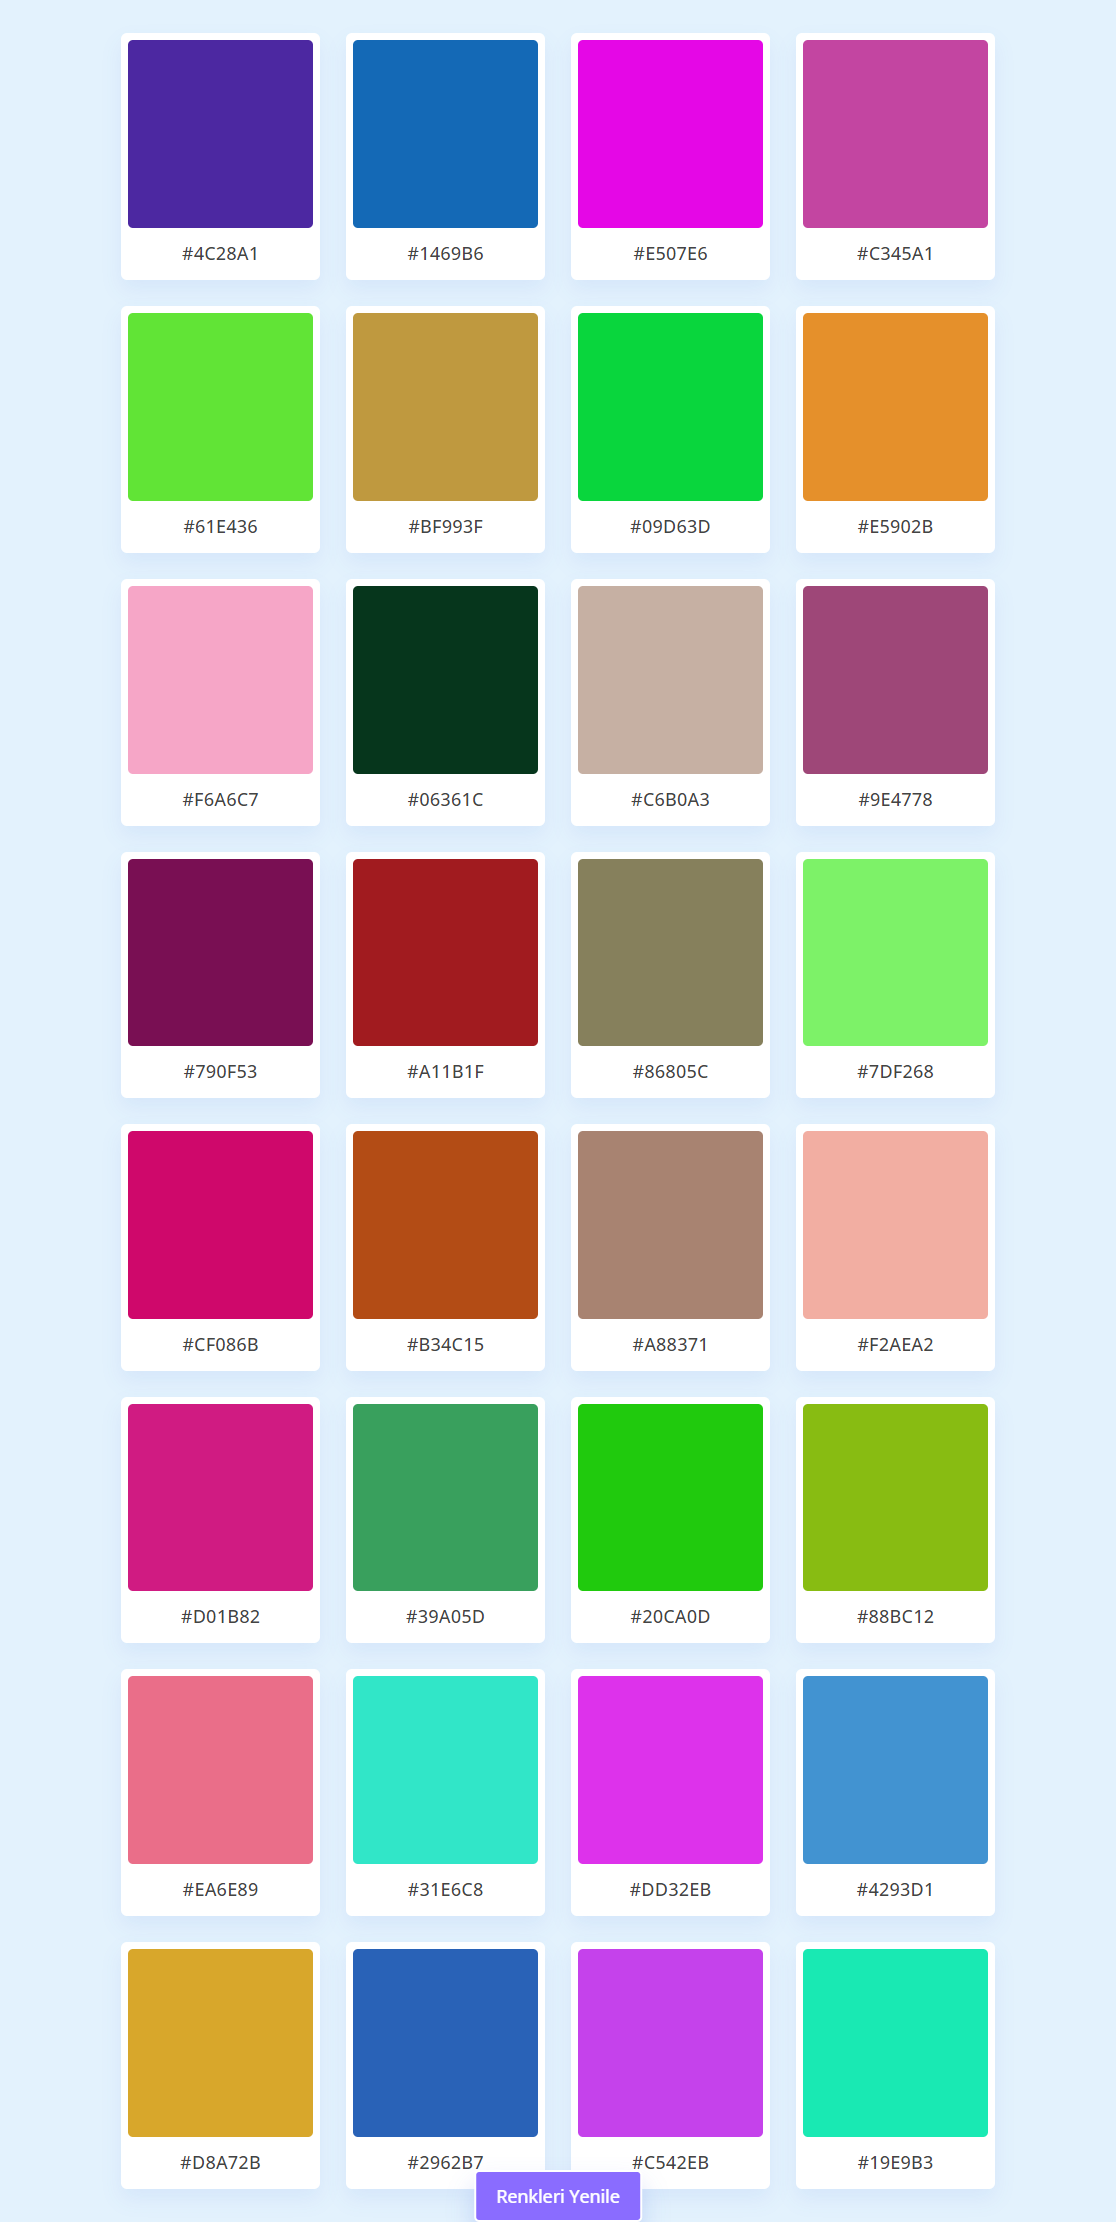 #4C28A1 #1469B6 #E507E6 #C345A1
#61E436 #BF993F #09D63D #E5902B
#F6A6C7 #06361C #C6B0A3 #9E4778
#790F53 #A11B1F #86805C #7DF268
#CF086B #B34C15 #A88371 #F2AEA2
#D01B82 #39A05D #20CA0D #88BC12
#EA6E89 #31E6C8 #DD32EB #4293D1
#D8A72B #2962B7 #C542EB #19E9B3
Renkleri Yenile